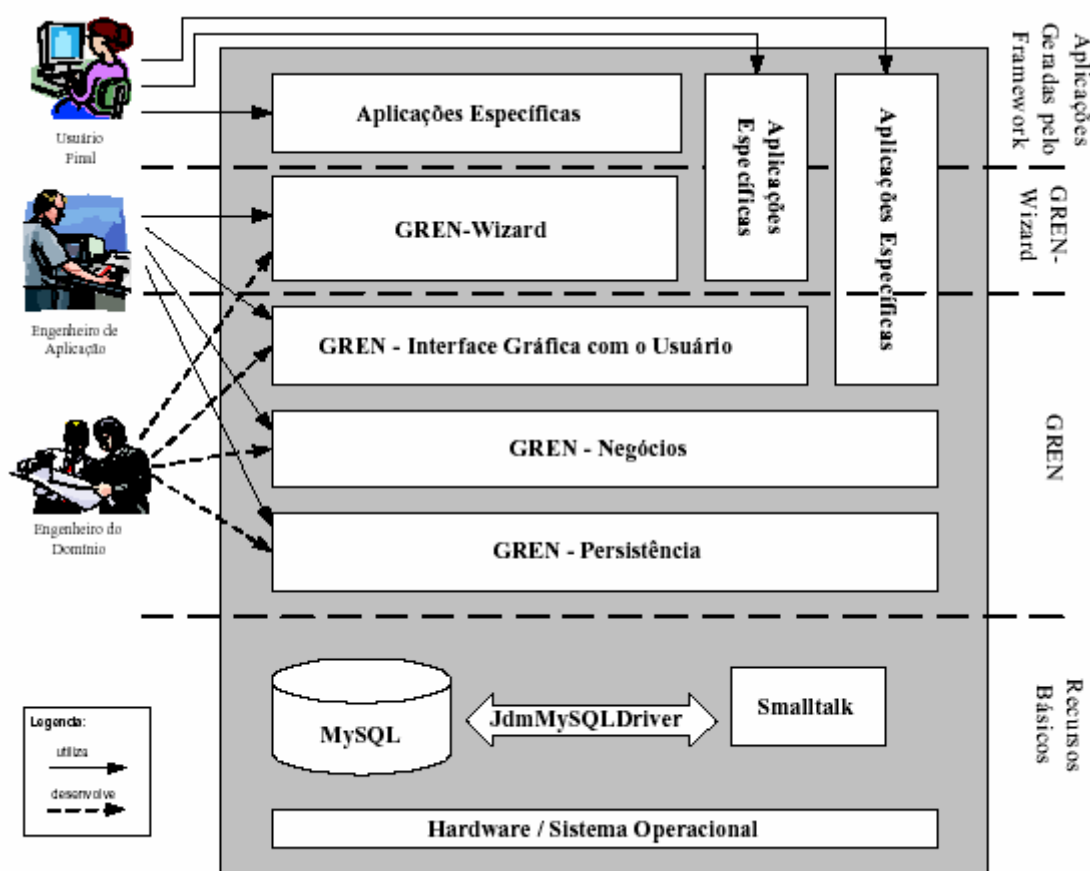 Usuário
Final
Engenheiro de
Aplicação
Engenheiro do
Domínio
Aplicações Específicas
Aplicações
Específicas
Aplicações Específicas
GREN-Wizard
GREN - Interface Gráfica com o Usuário
GREN - Negócios
GREN - Persistência
MySQL
JdmMySQLDriver
Smalltalk
Hardware / Sistema Operacional
Aplicações
Geradas pelo
Framework
GREN-
Wizard
GREN
Recursos
Básicos
Legenda:
utiliza
desenvolve